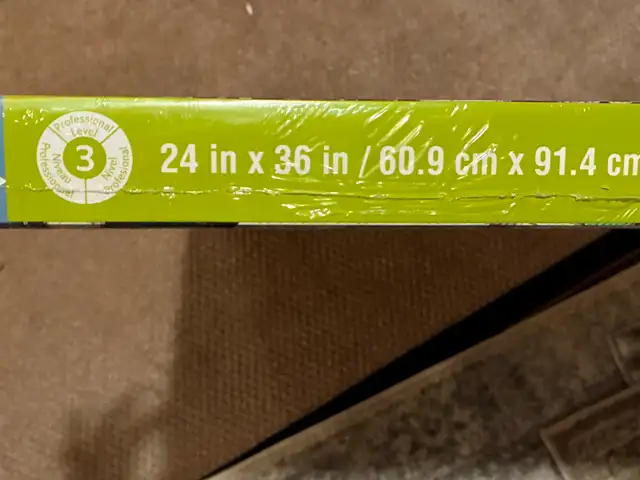 Professional
Level
3
Niveau
Professionnel
Nivel
Profesional
24 in x 36 in / 60.9 cm x 91.4 cm